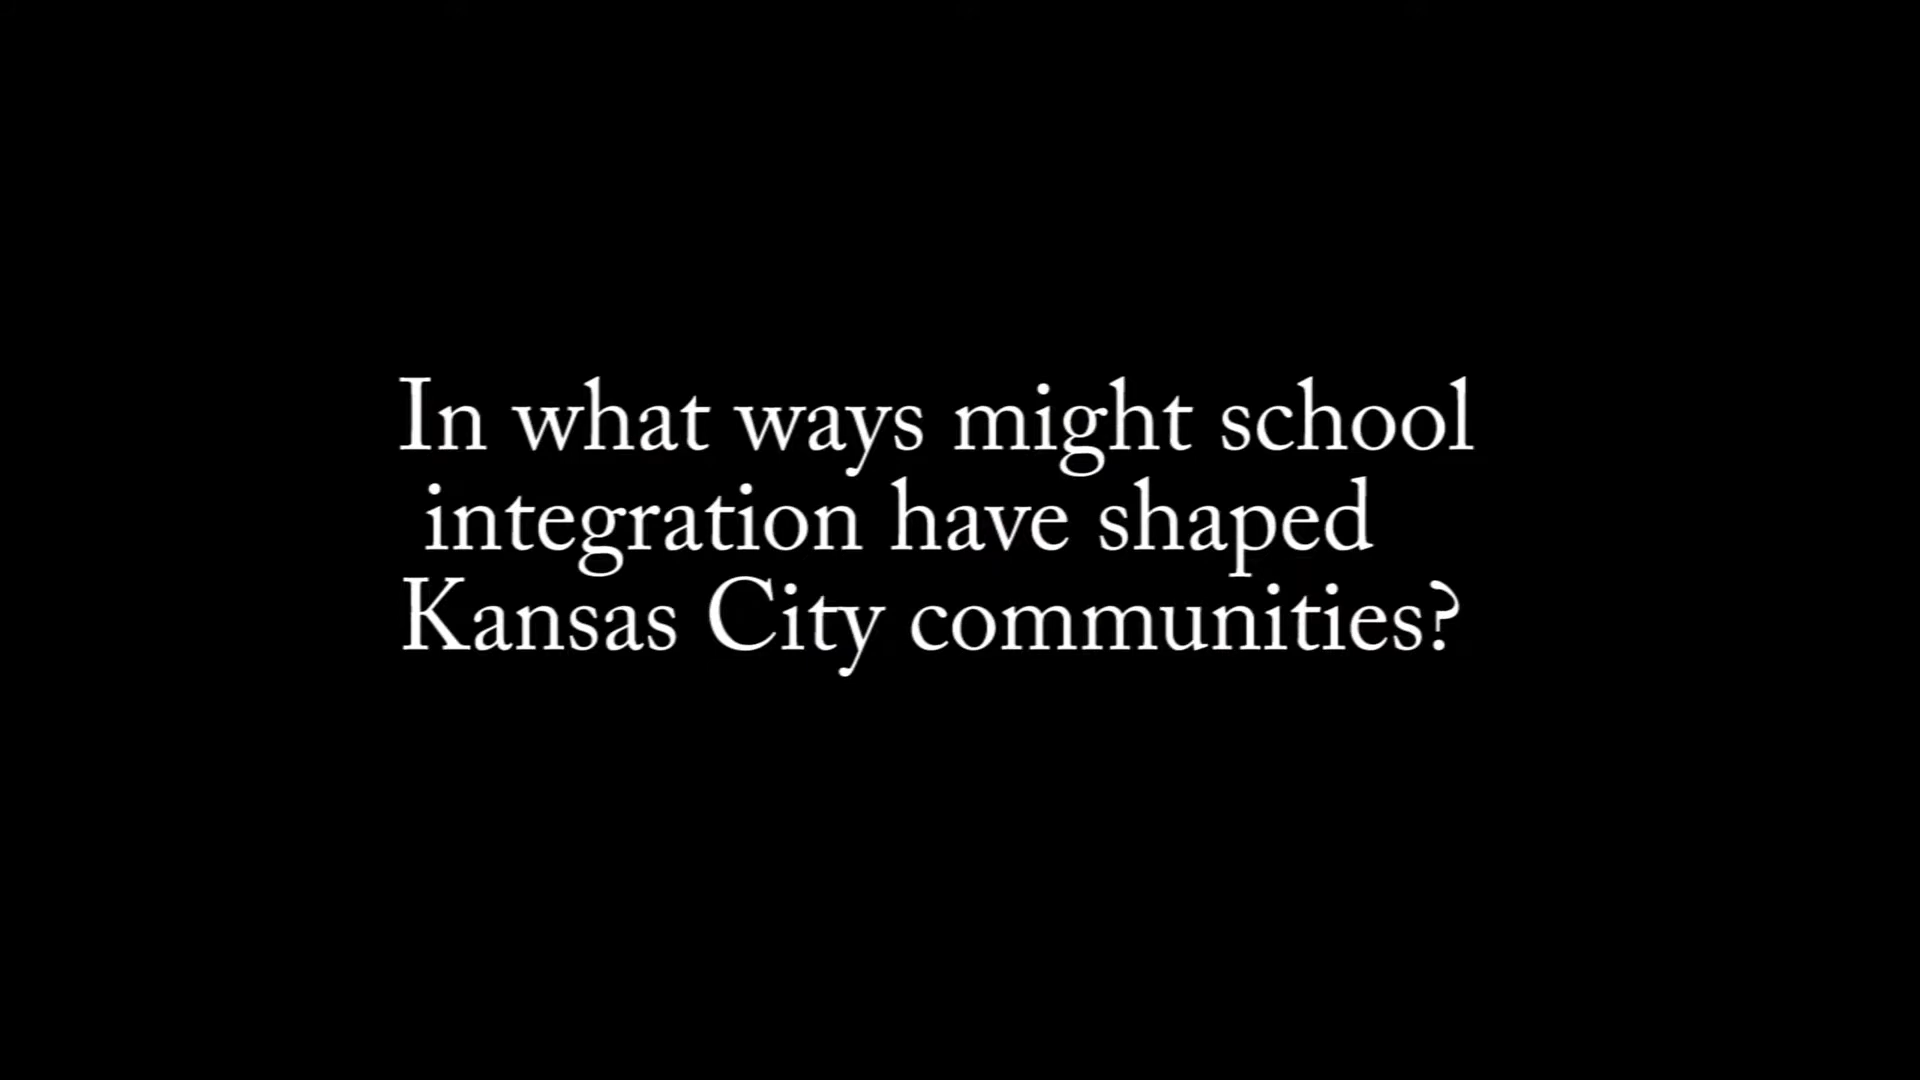 In what ways might school
integration have shaped
Kansas City communities?